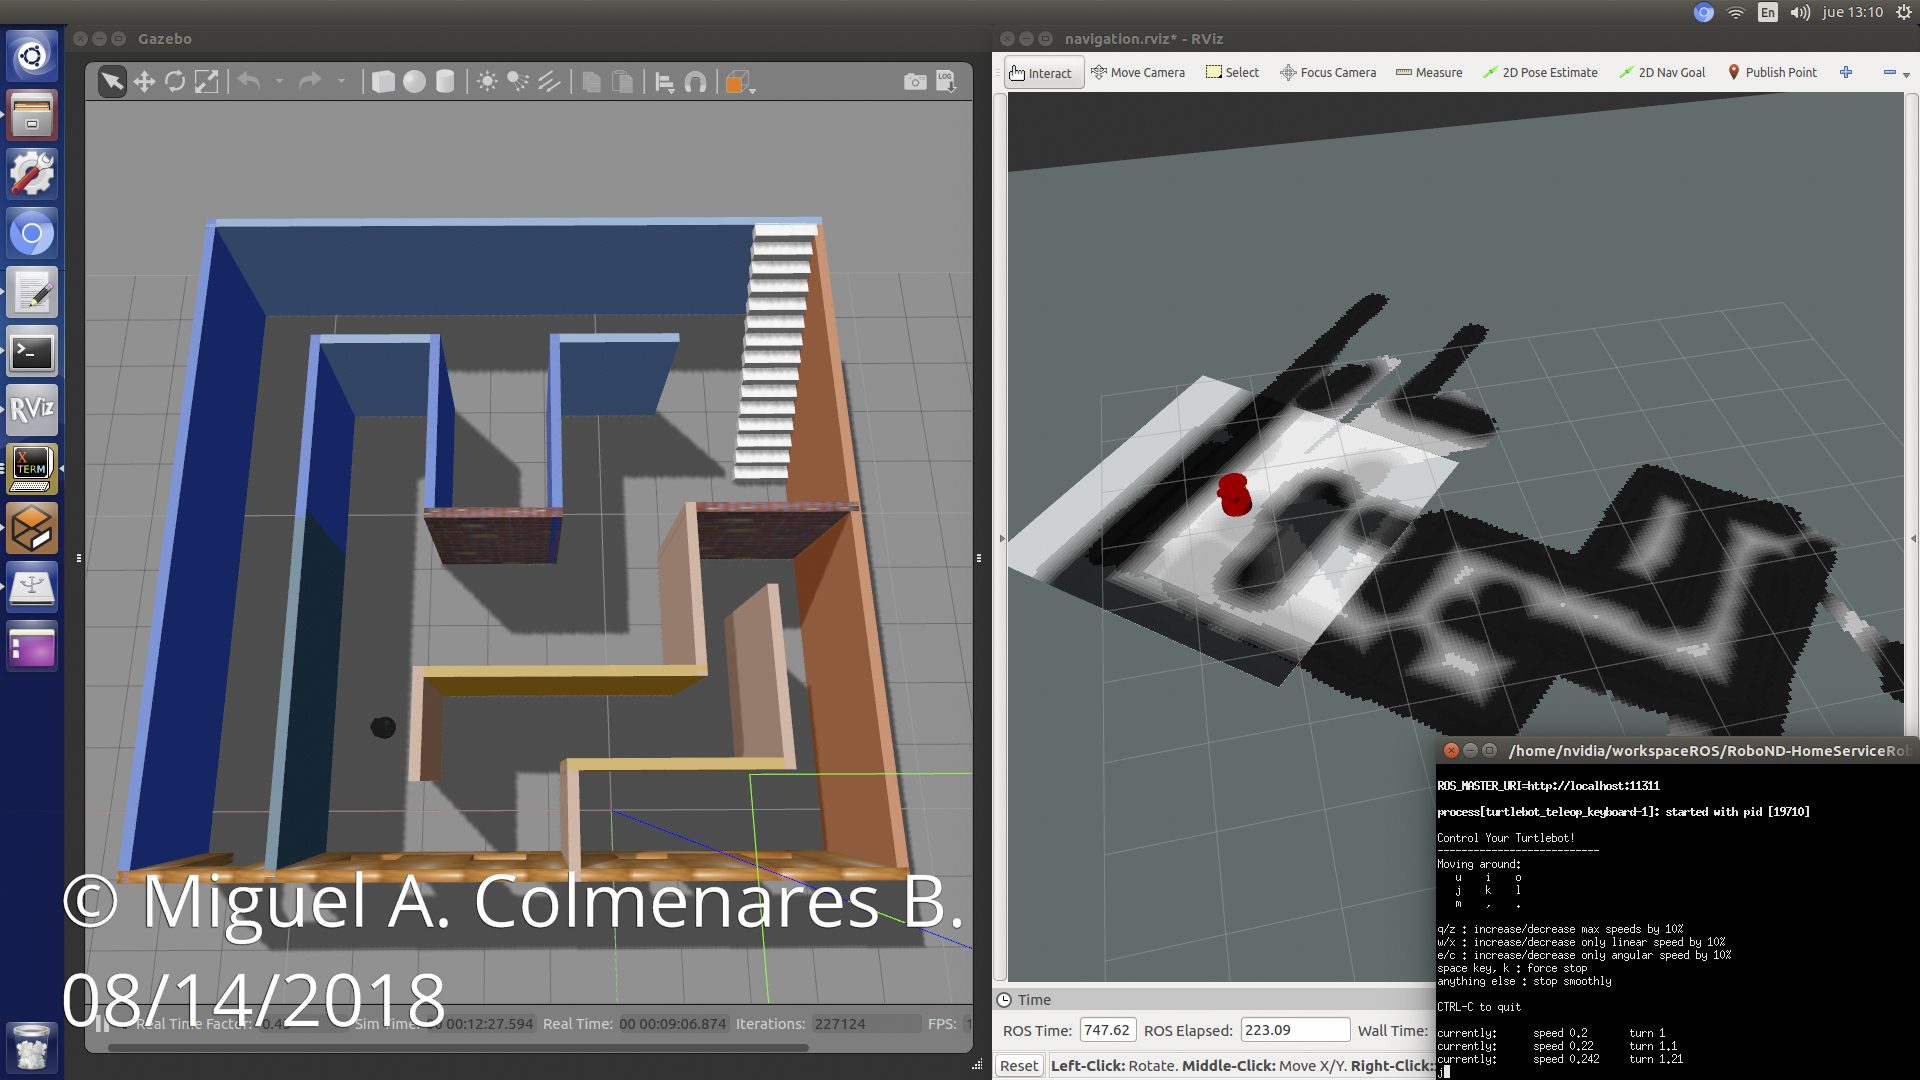 En
jue 13:10
Gazebo
navigation.rviz* - RViz
LOG
Interact
Move Camera
Select
Focus Camera
Measure
2D Pose Estimate
2D Nav Goal
Publish Point
RViz
X
TERM
/home/nvidia/workspaceROS/RoboND-HomeServiceRob
ROS_MASTER_URI=http://localhost:11311
process[turtlebot_teleop_keyboard-1]: started with pid [19710]
Control Your Turtlebot!
---------------------------
Moving around:
u i o
j k l
m , .
q/z : increase/decrease max speeds by 10%
w/x : increase/decrease only linear speed by 10%
e/c : increase/decrease only angular speed by 10%
space key, k : force stop
anything else : stop smoothly
CTRL-C to quit
currently: speed 0.2 turn 1
currently: speed 0.22 turn 1.1
currently: speed 0.242 turn 1.21
j
© Miguel A. Colmenares B.
08/14/2018
Real Time Factor: Sim Time: 00 00:12:27.594 Real Time: 00 00:09:06.874 Iterations: 227124 FPS:
Time
ROS Time: 747.62 ROS Elapsed: 223.09 Wall Time:
Reset Left-Click: Rotate. Middle-Click: Move X/Y. Right-Click: